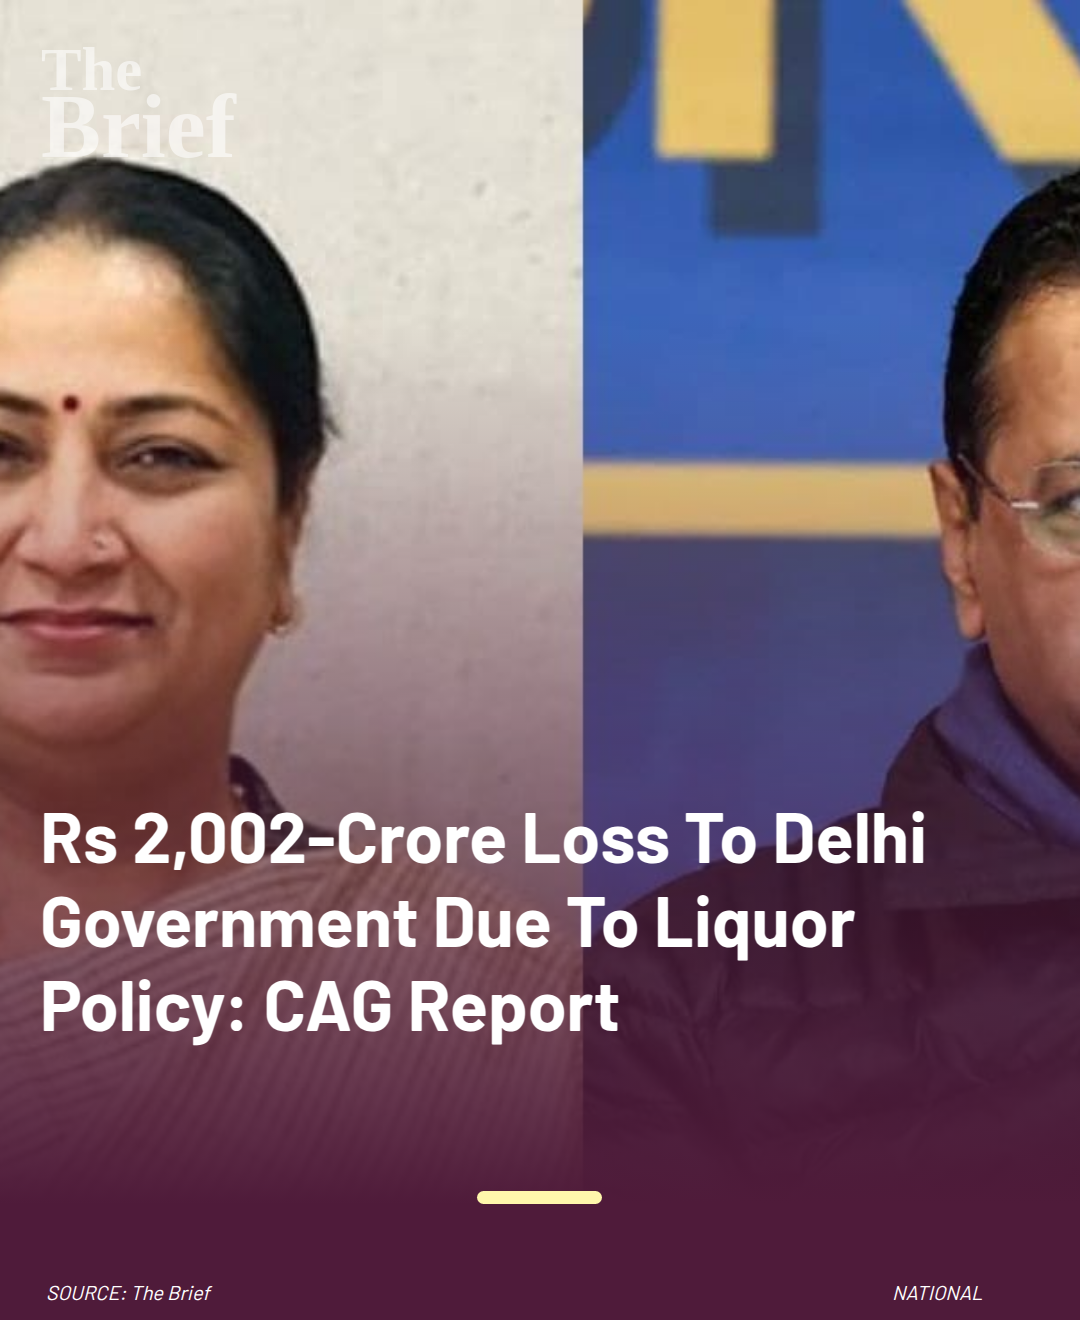 The
Brief
Rs 2,002-Crore Loss To Delhi
Government Due To Liquor
Policy: CAG Report
SOURCE: The Brief
NATIONAL